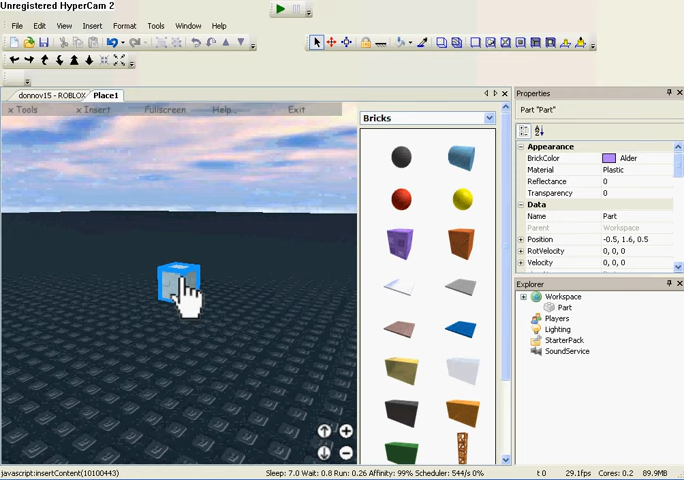 Unregistered HyperCam 2
File Edit View Insert Format Tools Window Help
donnov15 - ROBLOX Place1
x Tools x Insert Fullscreen Help... Exit
Bricks
Properties
Part "Part"
Appearance
BrickColor Alder
Material Plastic
Reflectance 0
Transparency 0
Data
Name Part
Parent Workspace
Position -0.5, 1.6, 0.5
RotVelocity 0, 0, 0
Velocity 0, 0, 0
Explorer
Workspace
Part
Players
Lighting
StarterPack
SoundService
javascript:insertContent(10100443) Sleep: 7.0 Wait: 0.8 Run: 0.26 Affinity: 99% Scheduler: 544/s 0% t 0 29.1fps Cores: 0.2 89.9MB